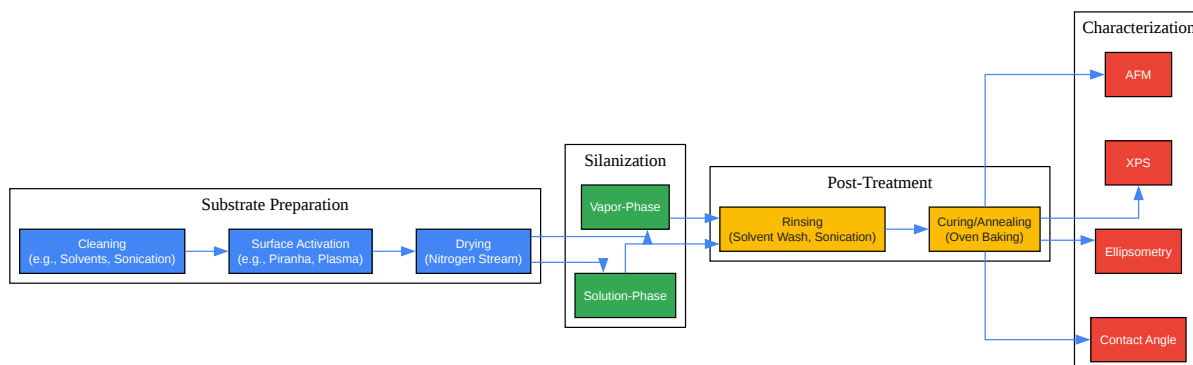 Substrate Preparation
Cleaning
(e.g., Solvents, Sonication)
Surface Activation
(e.g., Piranha, Plasma)
Drying
(Nitrogen Stream)
Silanization
Vapor-Phase
Solution-Phase
Post-Treatment
Rinsing
(Solvent Wash, Sonication)
Curing/Annealing
(Oven Baking)
Characterization
AFM
XPS
Ellipsometry
Contact Angle